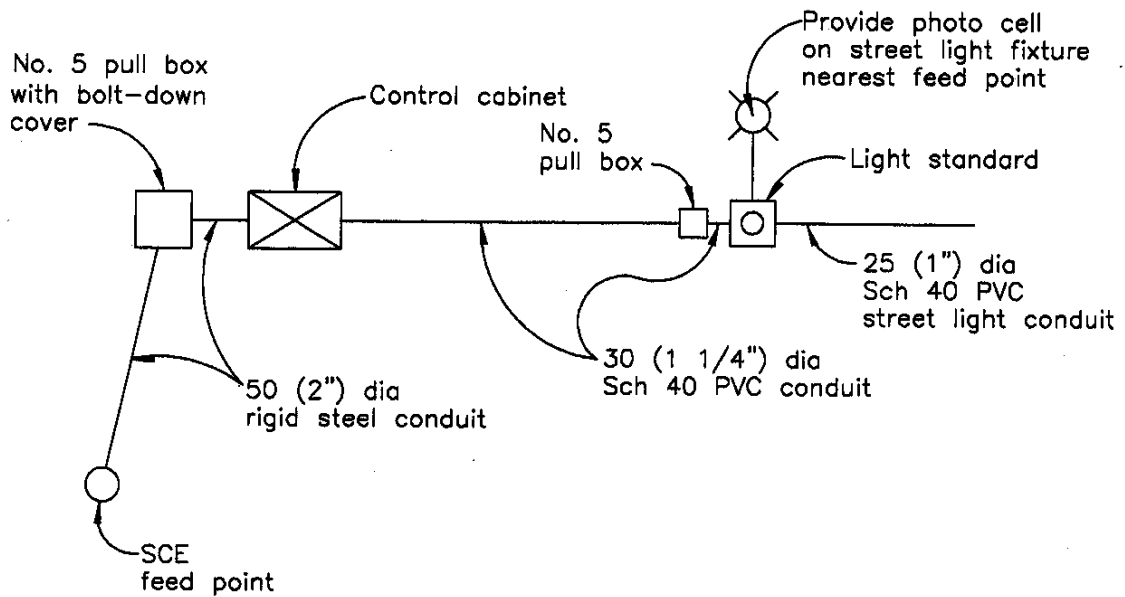 Provide photo cell
on street light fixture
nearest feed point
No. 5 pull box
with bolt-down
cover
Control cabinet
No. 5
pull box
Light standard
25 (1") dia
Sch 40 PVC
street light conduit
30 (1 1/4") dia
Sch 40 PVC conduit
50 (2") dia
rigid steel conduit
SCE
feed point